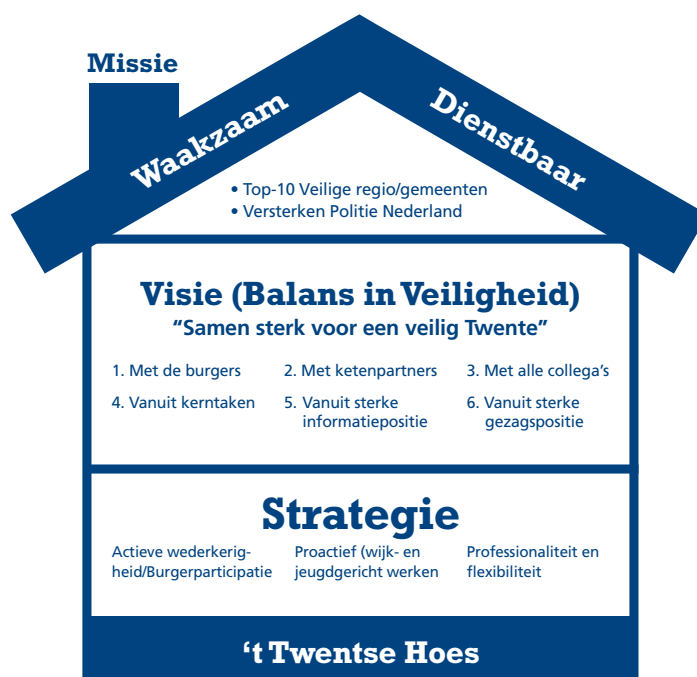 Missie
Waakzaam
Dienstbaar
• Top-10 Veilige regio/gemeenten
• Versterken Politie Nederland
Visie (Balans in Veiligheid)
“Samen sterk voor een veilig Twente”
1. Met de burgers
2. Met ketenpartners
3. Met alle collega’s
4. Vanuit kerntaken
5. Vanuit sterke
informatiepositie
6. Vanuit sterke
gezagspositie
Strategie
Actieve wederkerig-
heid/Burgerparticipatie
Proactief (wijk- en
jeugdgericht werken
Professionaliteit en
flexibiliteit
‘t Twentse Hoes